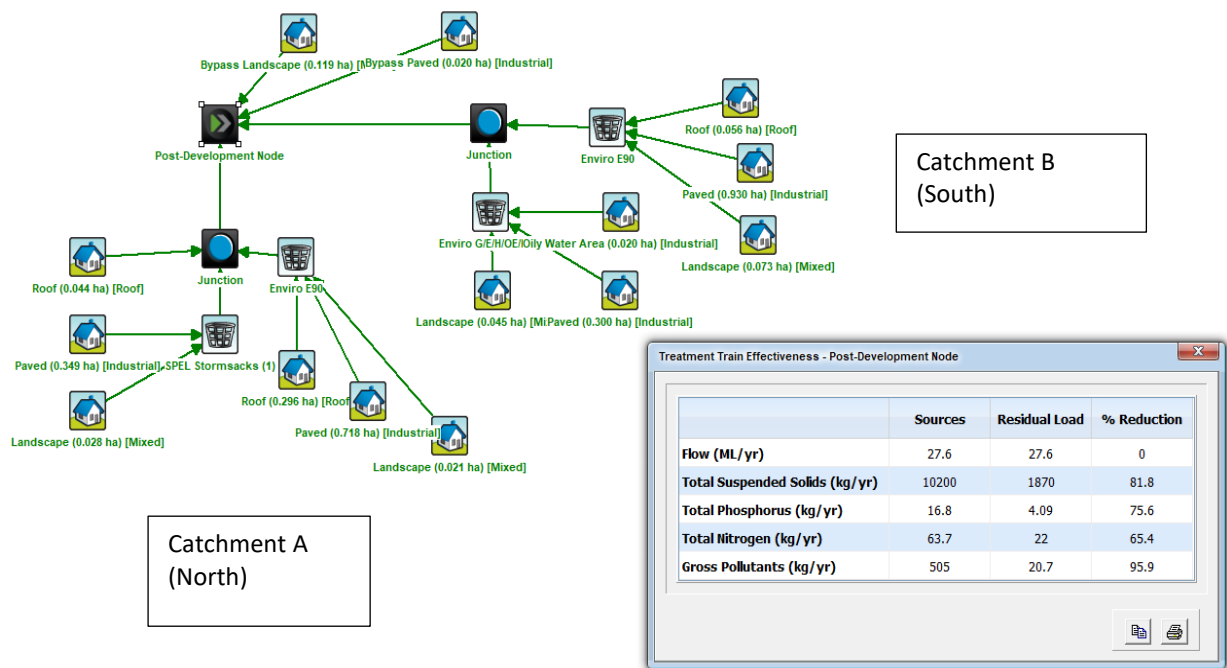 Bypass Landscape (0.119 ha) [
Bypass Paved (0.020 ha) [Industrial]
Post-Development Node
Junction
Enviro E90
Roof (0.056 ha) [Roof]
Paved (0.930 ha) [Industrial]
Landscape (0.073 ha) [Mixed]
Catchment B
(South)
Enviro G/E/H/OE/
Oily Water Area (0.020 ha) [Industrial]
Landscape (0.045 ha) [Mi
Paved (0.300 ha) [Industrial]
Roof (0.044 ha) [Roof]
Junction
Enviro E90
Paved (0.349 ha) [Industrial]
SPEL Stormsacks (1)
Landscape (0.028 ha) [Mixed]
Roof (0.296 ha) [Roof
Paved (0.718 ha) [Industrial]
Landscape (0.021 ha) [Mixed]
Catchment A
(North)
Treatment Train Effectiveness - Post-Development Node
Sources Residual Load % Reduction
Flow (ML/yr) 27.6 27.6 0
Total Suspended Solids (kg/yr) 10200 1870 81.8
Total Phosphorus (kg/yr) 16.8 4.09 75.6
Total Nitrogen (kg/yr) 63.7 22 65.4
Gross Pollutants (kg/yr) 505 20.7 95.9